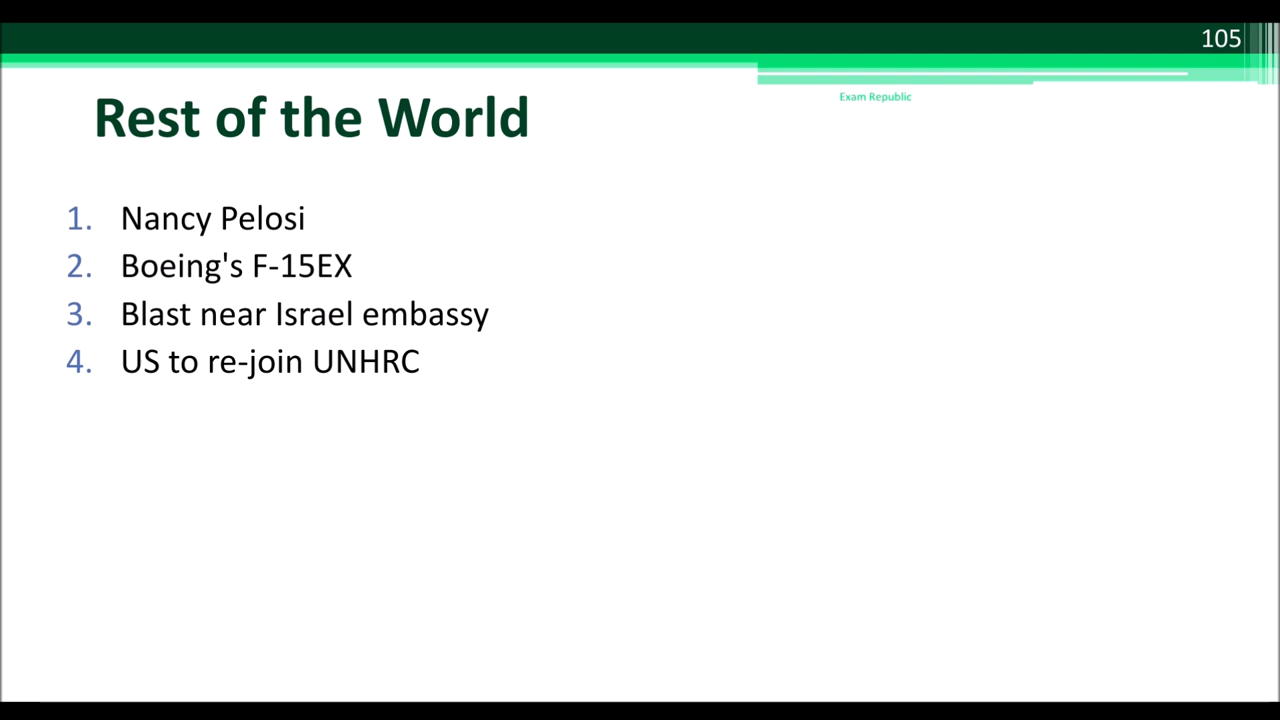 105
Exam Republic
Rest of the World
1. Nancy Pelosi
2. Boeing's F-15EX
3. Blast near Israel embassy
4. US to re-join UNHRC